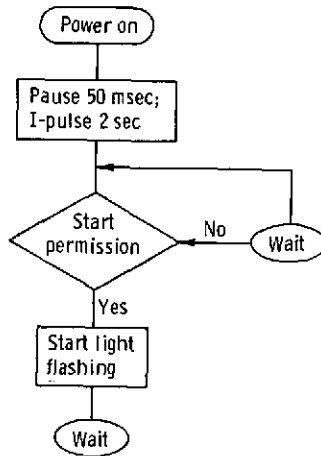 Power on
Pause 50 msec;
I-pulse 2 sec
Start
permission
No
Wait
Yes
Start light
flashing
Wait